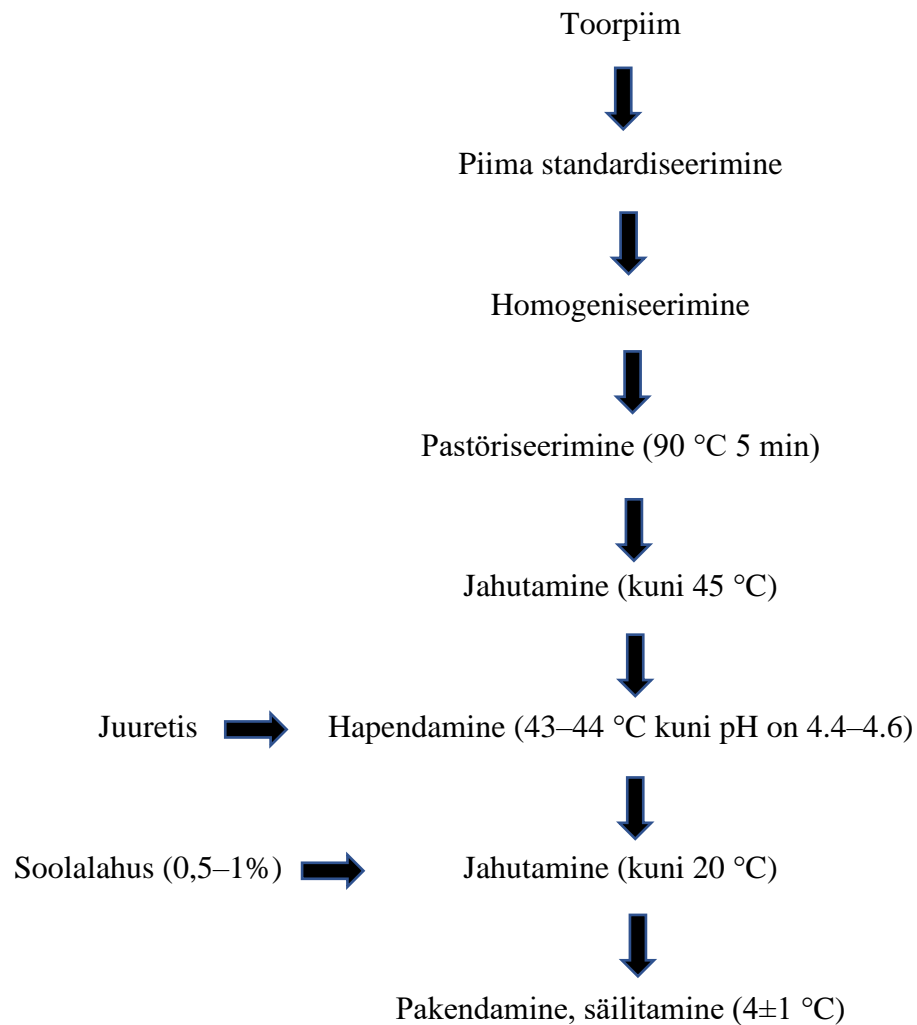 Toorpiim
Piima standardiseerimine
Homogeniseerimine
Pastöriseerimine (90 °C 5 min)
Jahutamine (kuni 45 °C)
Juuretis
Hapendamine (43–44 °C kuni pH on 4.4–4.6)
Soolalahus (0,5–1%)
Jahutamine (kuni 20 °C)
Pakendamine, säilitamine (4±1 °C)